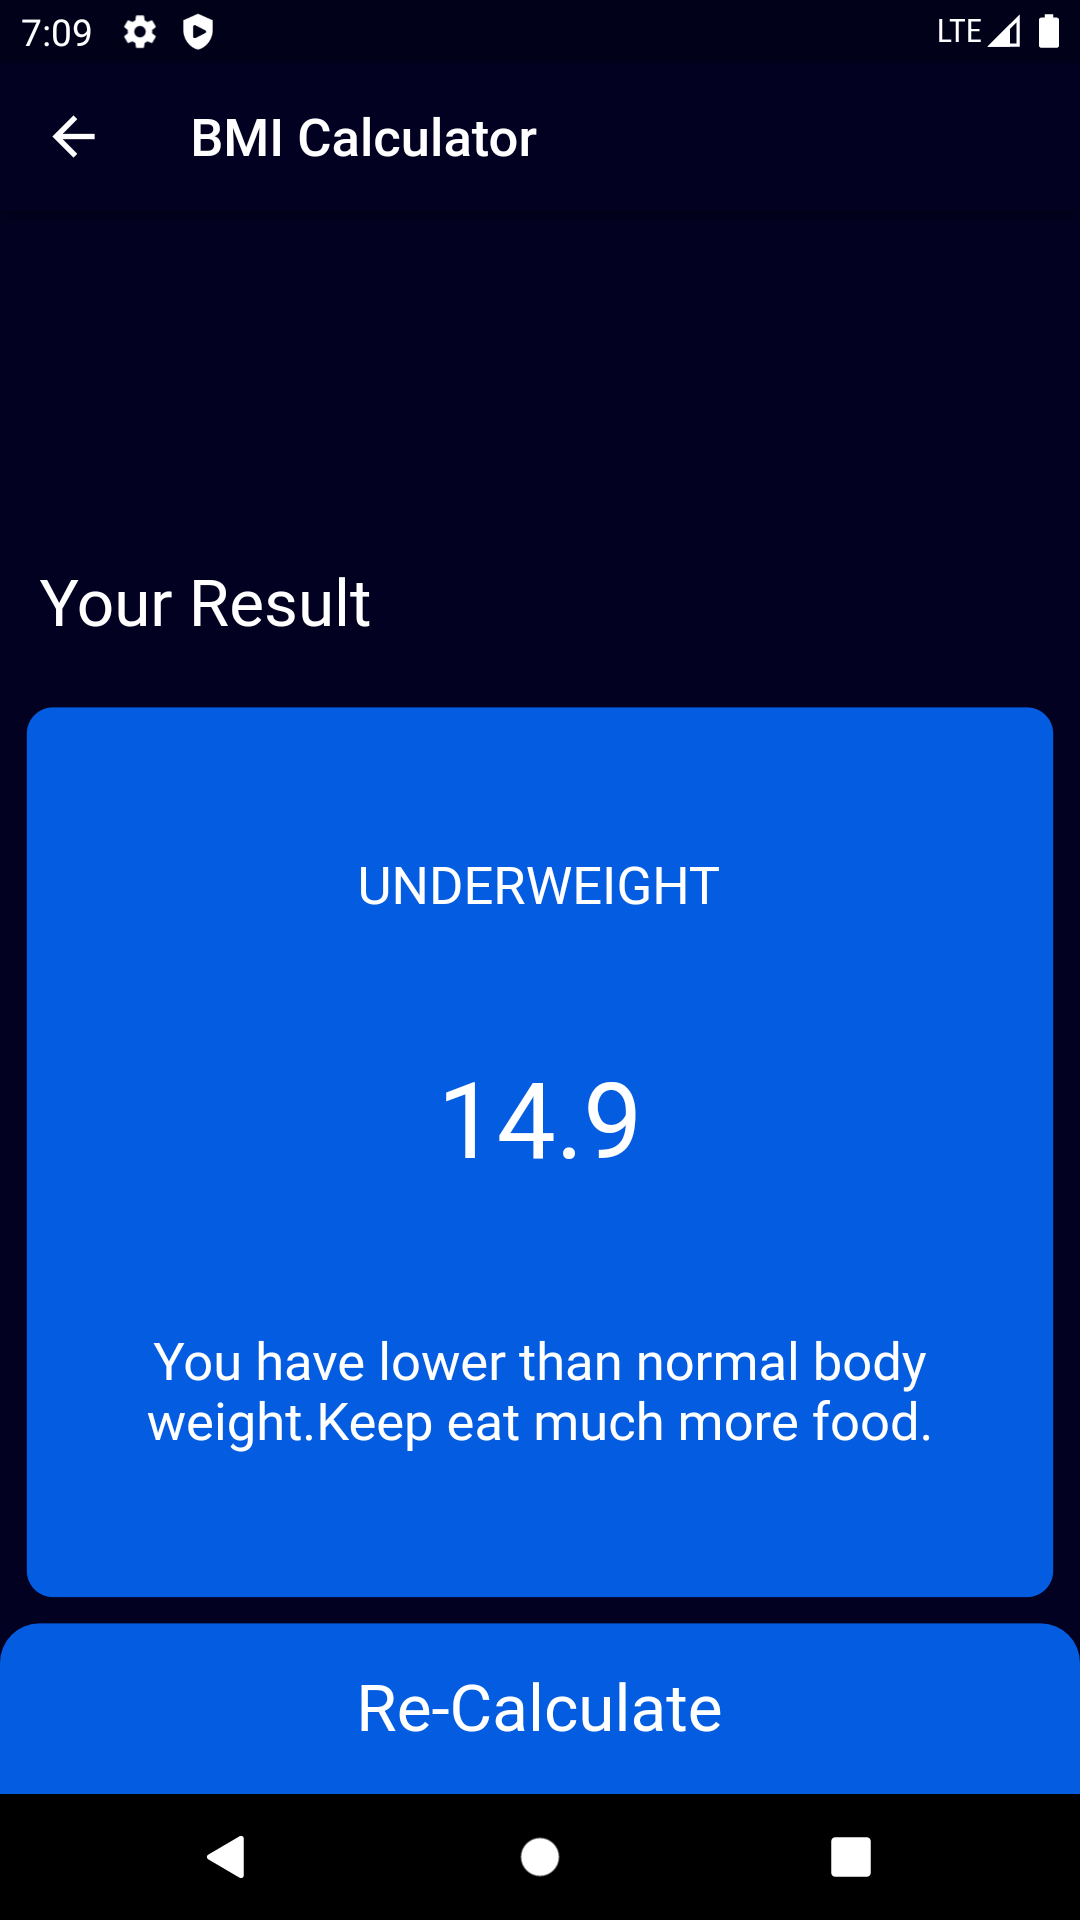 7:09 LTE
BMI Calculator
Your Result
UNDERWEIGHT
14.9
You have lower than normal body
weight.Keep eat much more food.
Re-Calculate